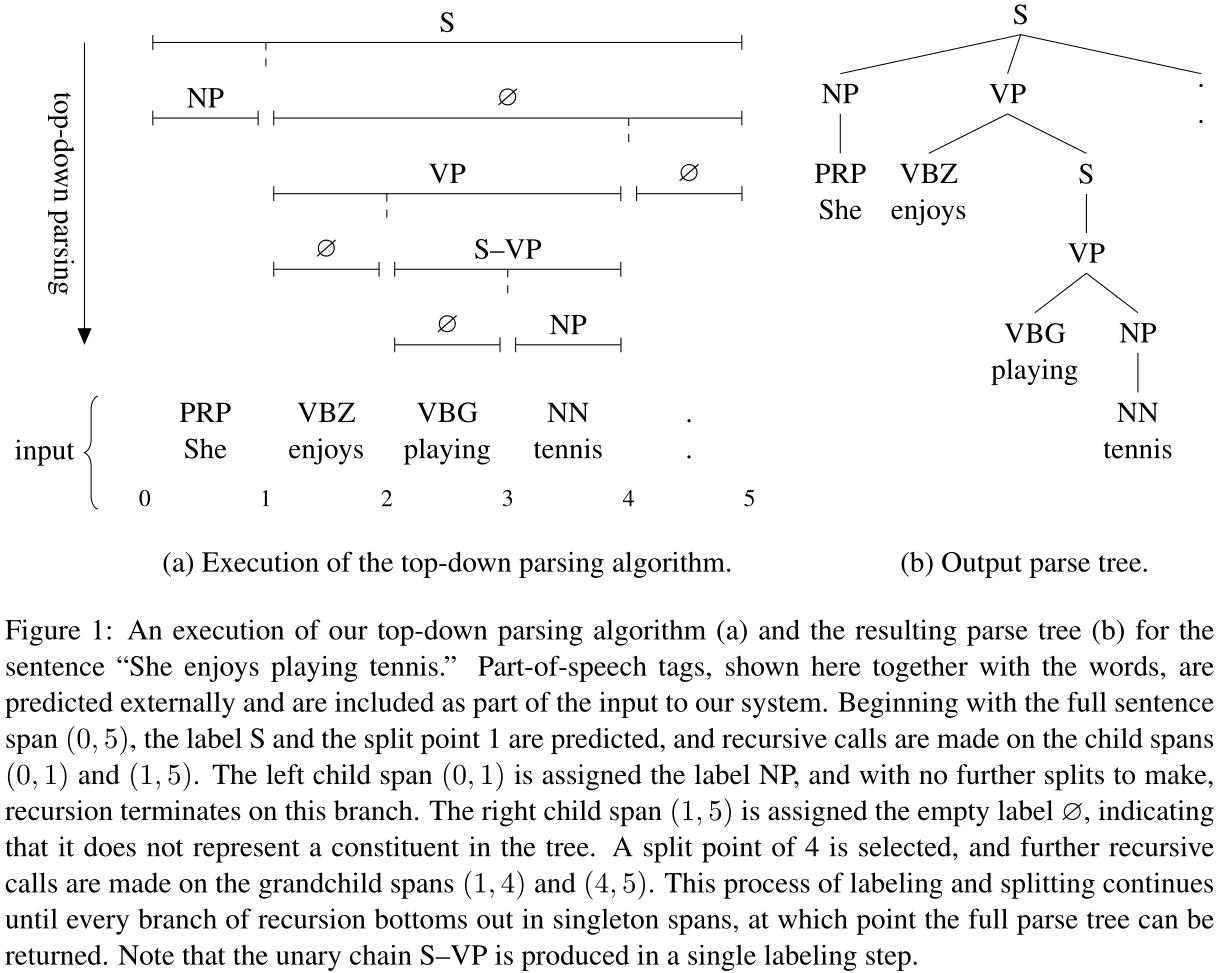 S
NP ∅
VP ∅
∅ S–VP
∅ NP
top-down parsing
input
PRP VBZ VBG NN .
She enjoys playing tennis .
0 1 2 3 4 5
(a) Execution of the top-down parsing algorithm.
S
NP VP .
.
PRP VBZ S
She enjoys
VP
VBG NP
playing
NN
tennis
(b) Output parse tree.
Figure 1: An execution of our top-down parsing algorithm (a) and the resulting parse tree (b) for the
sentence “She enjoys playing tennis.” Part-of-speech tags, shown here together with the words, are
predicted externally and are included as part of the input to our system. Beginning with the full sentence
span (0, 5), the label S and the split point 1 are predicted, and recursive calls are made on the child spans
(0, 1) and (1, 5). The left child span (0, 1) is assigned the label NP, and with no further splits to make,
recursion terminates on this branch. The right child span (1, 5) is assigned the empty label ∅, indicating
that it does not represent a constituent in the tree. A split point of 4 is selected, and further recursive
calls are made on the grandchild spans (1, 4) and (4, 5). This process of labeling and splitting continues
until every branch of recursion bottoms out in singleton spans, at which point the full parse tree can be
returned. Note that the unary chain S–VP is produced in a single labeling step.